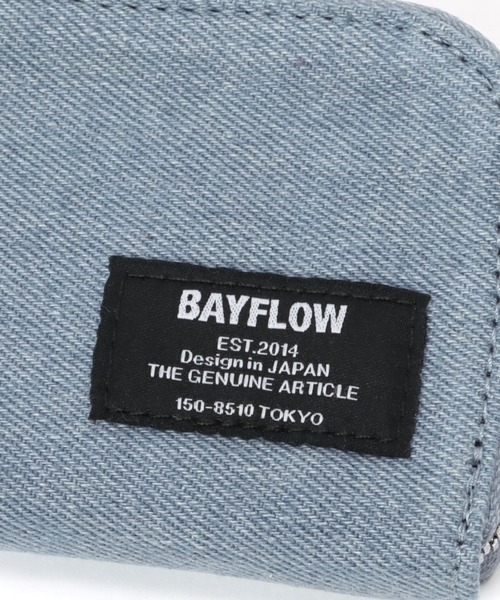 BAYFLOW
EST.2014
Design in JAPAN
THE GENUINE ARTICLE
150-8510 TOKYO